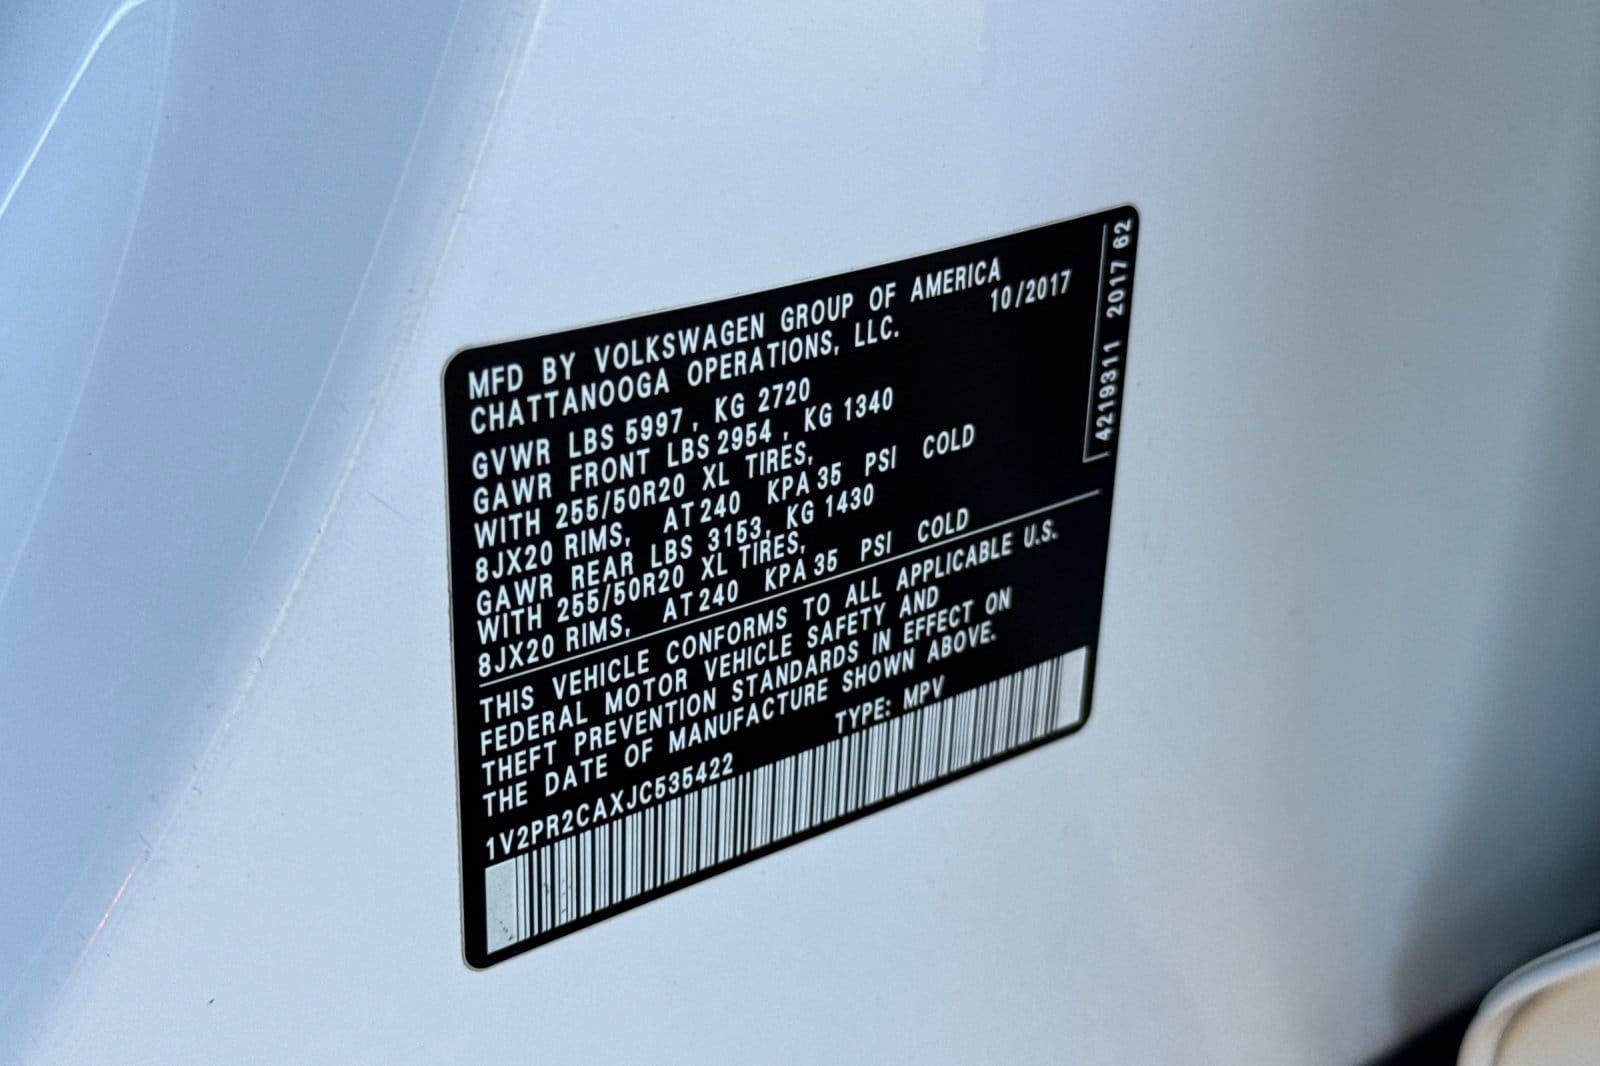 MFD BY VOLKSWAGEN GROUP OF AMERICA
CHATTANOOGA OPERATIONS, LLC. 10/2017
GVWR LBS 5997, KG 2720
GAWR FRONT LBS 2954, KG 1340
WITH 255/50R20 XL TIRES,
8JX20 RIMS, AT 240 KPA 35 PSI COLD
GAWR REAR LBS 3153, KG 1430
WITH 255/50R20 XL TIRES,
8JX20 RIMS, AT 240 KPA 35 PSI COLD
THIS VEHICLE CONFORMS TO ALL APPLICABLE U.S.
FEDERAL MOTOR VEHICLE SAFETY AND
THEFT PREVENTION STANDARDS IN EFFECT ON
THE DATE OF MANUFACTURE SHOWN ABOVE.
1V2PR2CAXJC535422 TYPE: MPV
4219311 2017 62